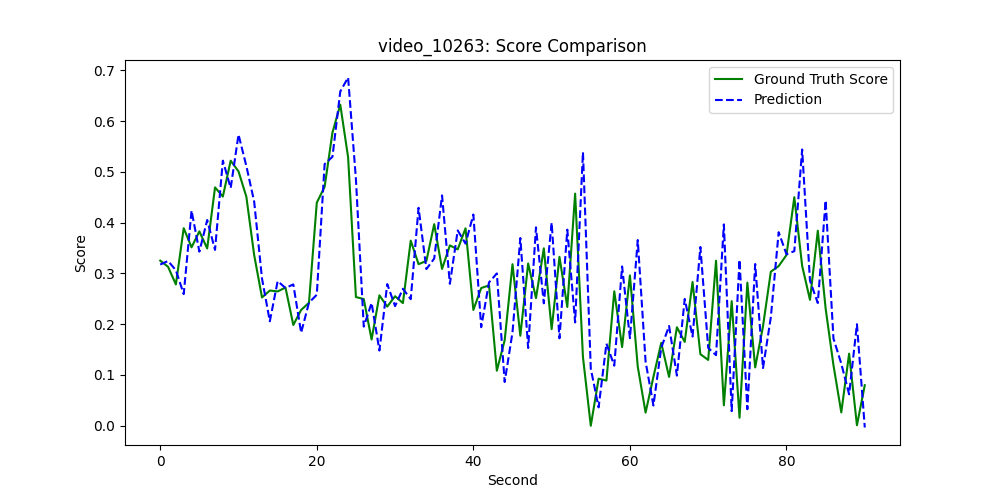 video_10263: Score Comparison
Ground Truth Score
Prediction
Score
0.7
0.6
0.5
0.4
0.3
0.2
0.1
0.0
0 20 40 60 80
Second